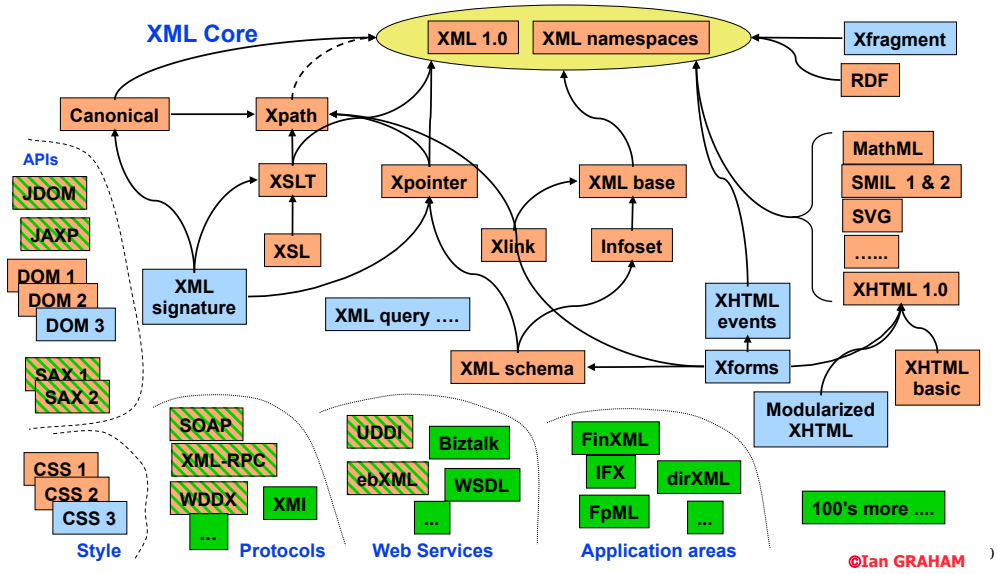 XML Core
XML 1.0
XML namespaces
Xfragment
RDF
Canonical
Xpath
APIs
JDOM
JAXP
DOM 1
DOM 2
DOM 3
SAX 1
SAX 2
XSLT
Xpointer
XML base
XSL
Xlink
Infoset
MathML
SMIL 1 & 2
SVG
…...
XHTML 1.0
XML
signature
XML query ….
XHTML
events
XML schema
Xforms
XHTML
basic
Modularized
XHTML
CSS 1
CSS 2
CSS 3
Style
SOAP
XML-RPC
WDDX
XMI
...
Protocols
UDDI
Biztalk
ebXML
WSDL
...
Web Services
FinXML
IFX
dirXML
FpML
...
Application areas
100's more ....
©Ian GRAHAM
)